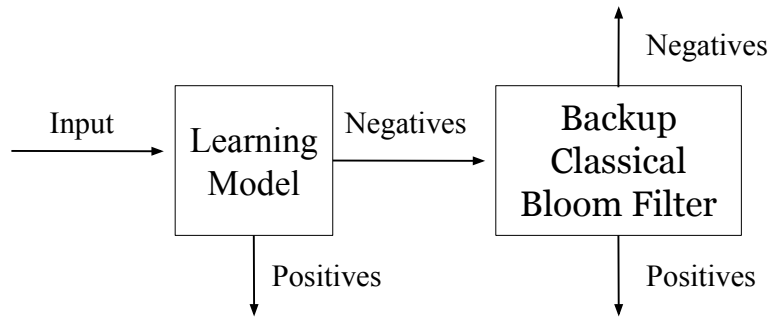 Input
Learning
Model
Negatives
Positives
Backup
Classical
Bloom Filter
Negatives
Positives